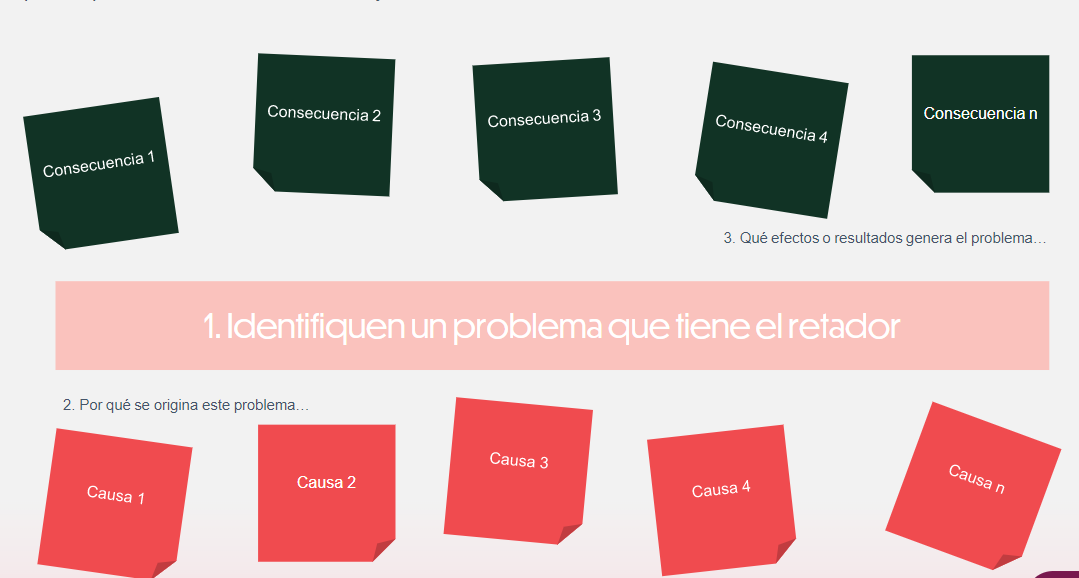 Consecuencia 1
Consecuencia 2
Consecuencia 3
Consecuencia 4
Consecuencia n
3. Qué efectos o resultados genera el problema…
1. Identifiquen un problema que tiene el retador
2. Por qué se origina este problema…
Causa 1
Causa 2
Causa 3
Causa 4
Causa n